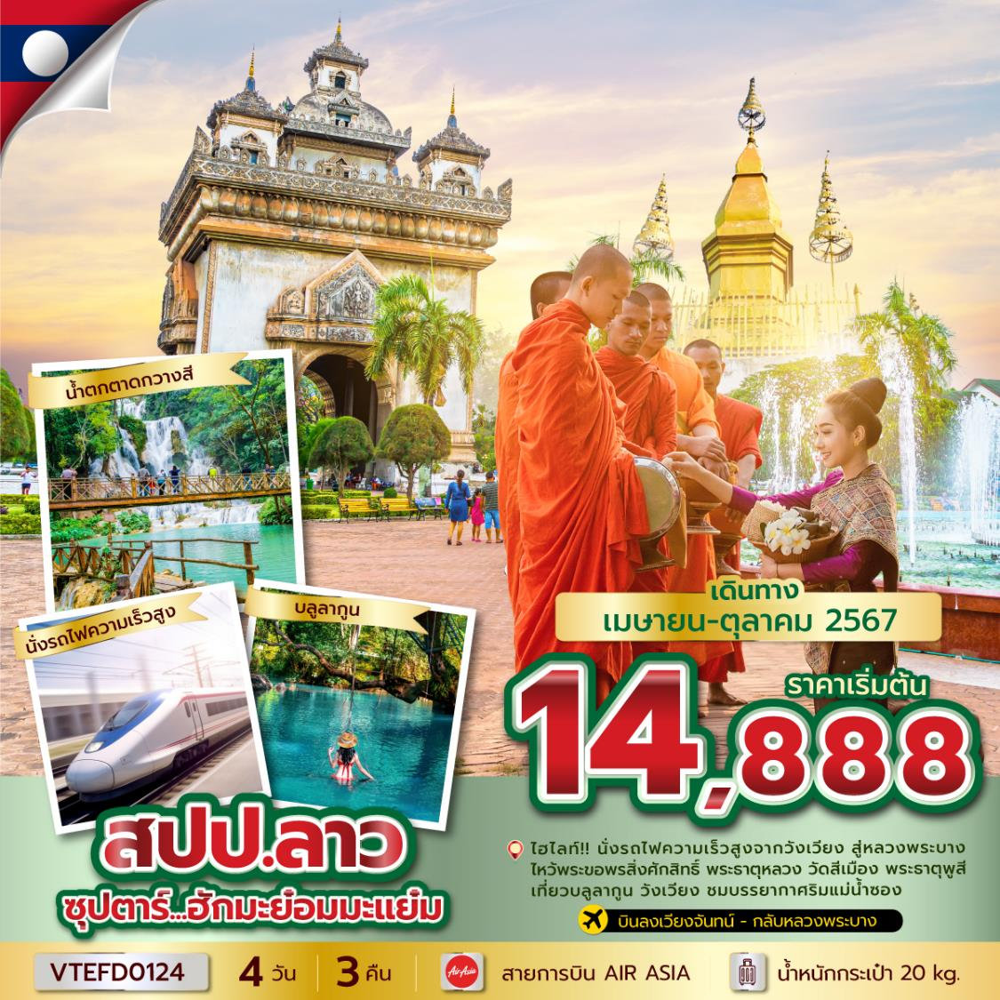 น้ำตกตาดกวางสี
นั่งรถไฟความเร็วสูง
บลูลากูน
เดินทาง
เมษายน-ตุลาคม 2567
ราคาเริ่มต้น
14,888
สปป.ลาว
ซุปตาร์...ฮักมะย๋อมมะแย๋ม
ไฮไลท์!! นั่งรถไฟความเร็วสูงจากวังเวียง สู่หลวงพระบาง
ไหว้พระขอพรสิ่งศักสิทธิ์ พระธาตุหลวง วัดสีเมือง พระธาตุพูสี
เที่ยวบลูลากูน วังเวียง ชมบรรยากาศริมแม่น้ำซอง
บินลงเวียงจันทน์ - กลับหลวงพระบาง
VTEFD0124 4 วัน 3 คืน AirAsia สายการบิน AIR ASIA น้ำหนักกระเป๋า 20 kg.